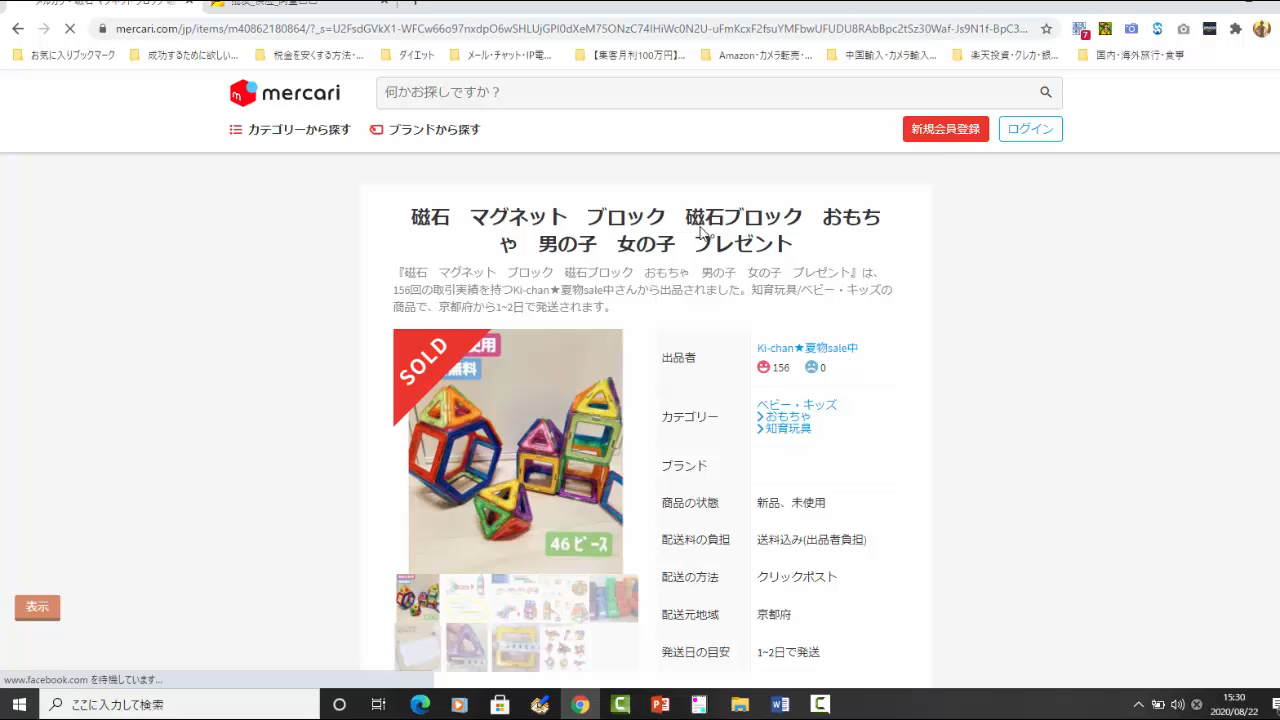 mercari.com/jp/items/m40862180864/?_s=U2FsdGVkX1-WFCw66c97nxdpO6wSHLUjGPl0dXeM75ONzC74lHiWc0N2U-uFmKcxF2fsuYMFbwUFUDU8RAbBpc2tSz30Waf-Js9N1f-BpC3...
7
お気に入りブックマーク
成功するために欲しい...
税金を安くする方法・...
ダイエット
メール・チャット・IP電...
【集客月利100万円】...
Amazon・カメラ転売・...
中国輸入・カメラ輸入...
楽天投資・クレカ・銀...
国内・海外旅行・食事
mercari
何かお探しですか？
カテゴリーから探す
ブランドから探す
新規会員登録
ログイン
磁石　マグネット　ブロック　磁石ブロック　おもち
ゃ　男の子　女の子　プレゼント
『磁石　マグネット　ブロック　磁石ブロック　おもちゃ　男の子　女の子　プレゼント』は、
156回の取引実績を持つKi-chan★夏物sale中さんから出品されました。知育玩具/ベビー・キッズの
商品で、京都府から1~2日で発送されます。
SOLD
使用
無料
46ピース
出品者
Ki-chan★夏物sale中
156
0
カテゴリー
ベビー・キッズ
おもちゃ
知育玩具
ブランド
商品の状態
新品、未使用
配送料の負担
送料込み(出品者負担)
配送の方法
クリックポスト
配送元地域
京都府
発送日の目安
1~2日で発送
表示
www.facebook.com を待機しています...
ここに入力して検索
15:30
2020/08/22